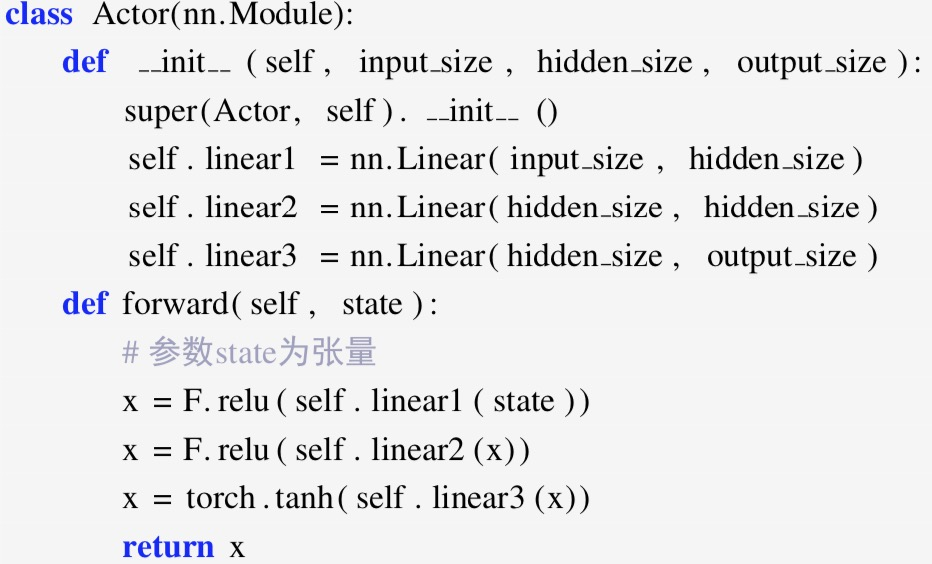 class Actor(nn.Module):
def __init__ (self, input_size, hidden_size, output_size):
super(Actor, self).__init__()
self.linear1 = nn.Linear(input_size, hidden_size)
self.linear2 = nn.Linear(hidden_size, hidden_size)
self.linear3 = nn.Linear(hidden_size, output_size)
def forward(self, state):
# 参数state为张量
x = F.relu(self.linear1(state))
x = F.relu(self.linear2(x))
x = torch.tanh(self.linear3(x))
return x